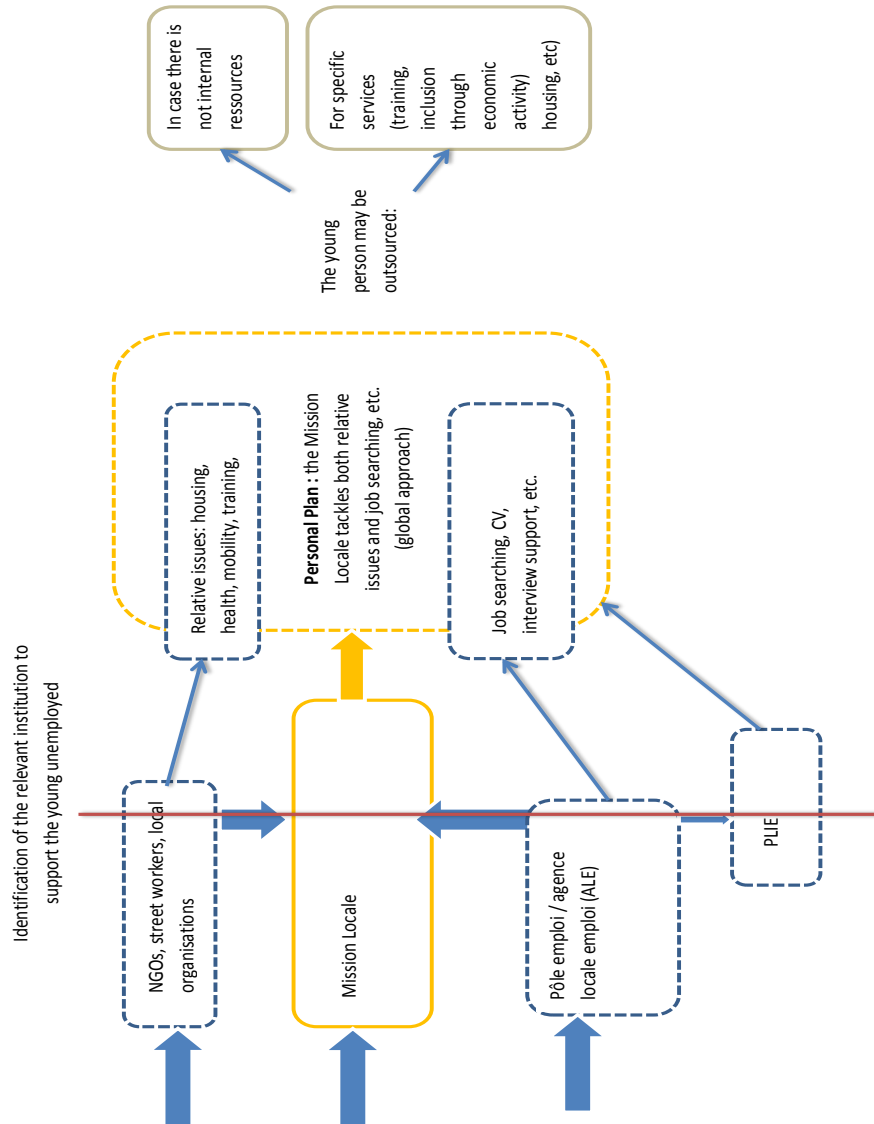 Identification of the relevant institution to
support the young unemployed
NGOs, street workers, local
organisations
Mission Locale
Pôle emploi / agence
locale emploi (ALE)
PLIE
Relative issues: housing,
health, mobility, training,
Personal Plan : the Mission
Locale tackles both relative
issues and job searching, etc.
(global approach)
Job searching, CV,
interview support, etc.
The young
person may be
outsourced:
In case there is
not internal
ressources
For specific
services
(training,
inclusion
through
economic
activity)
housing, etc)